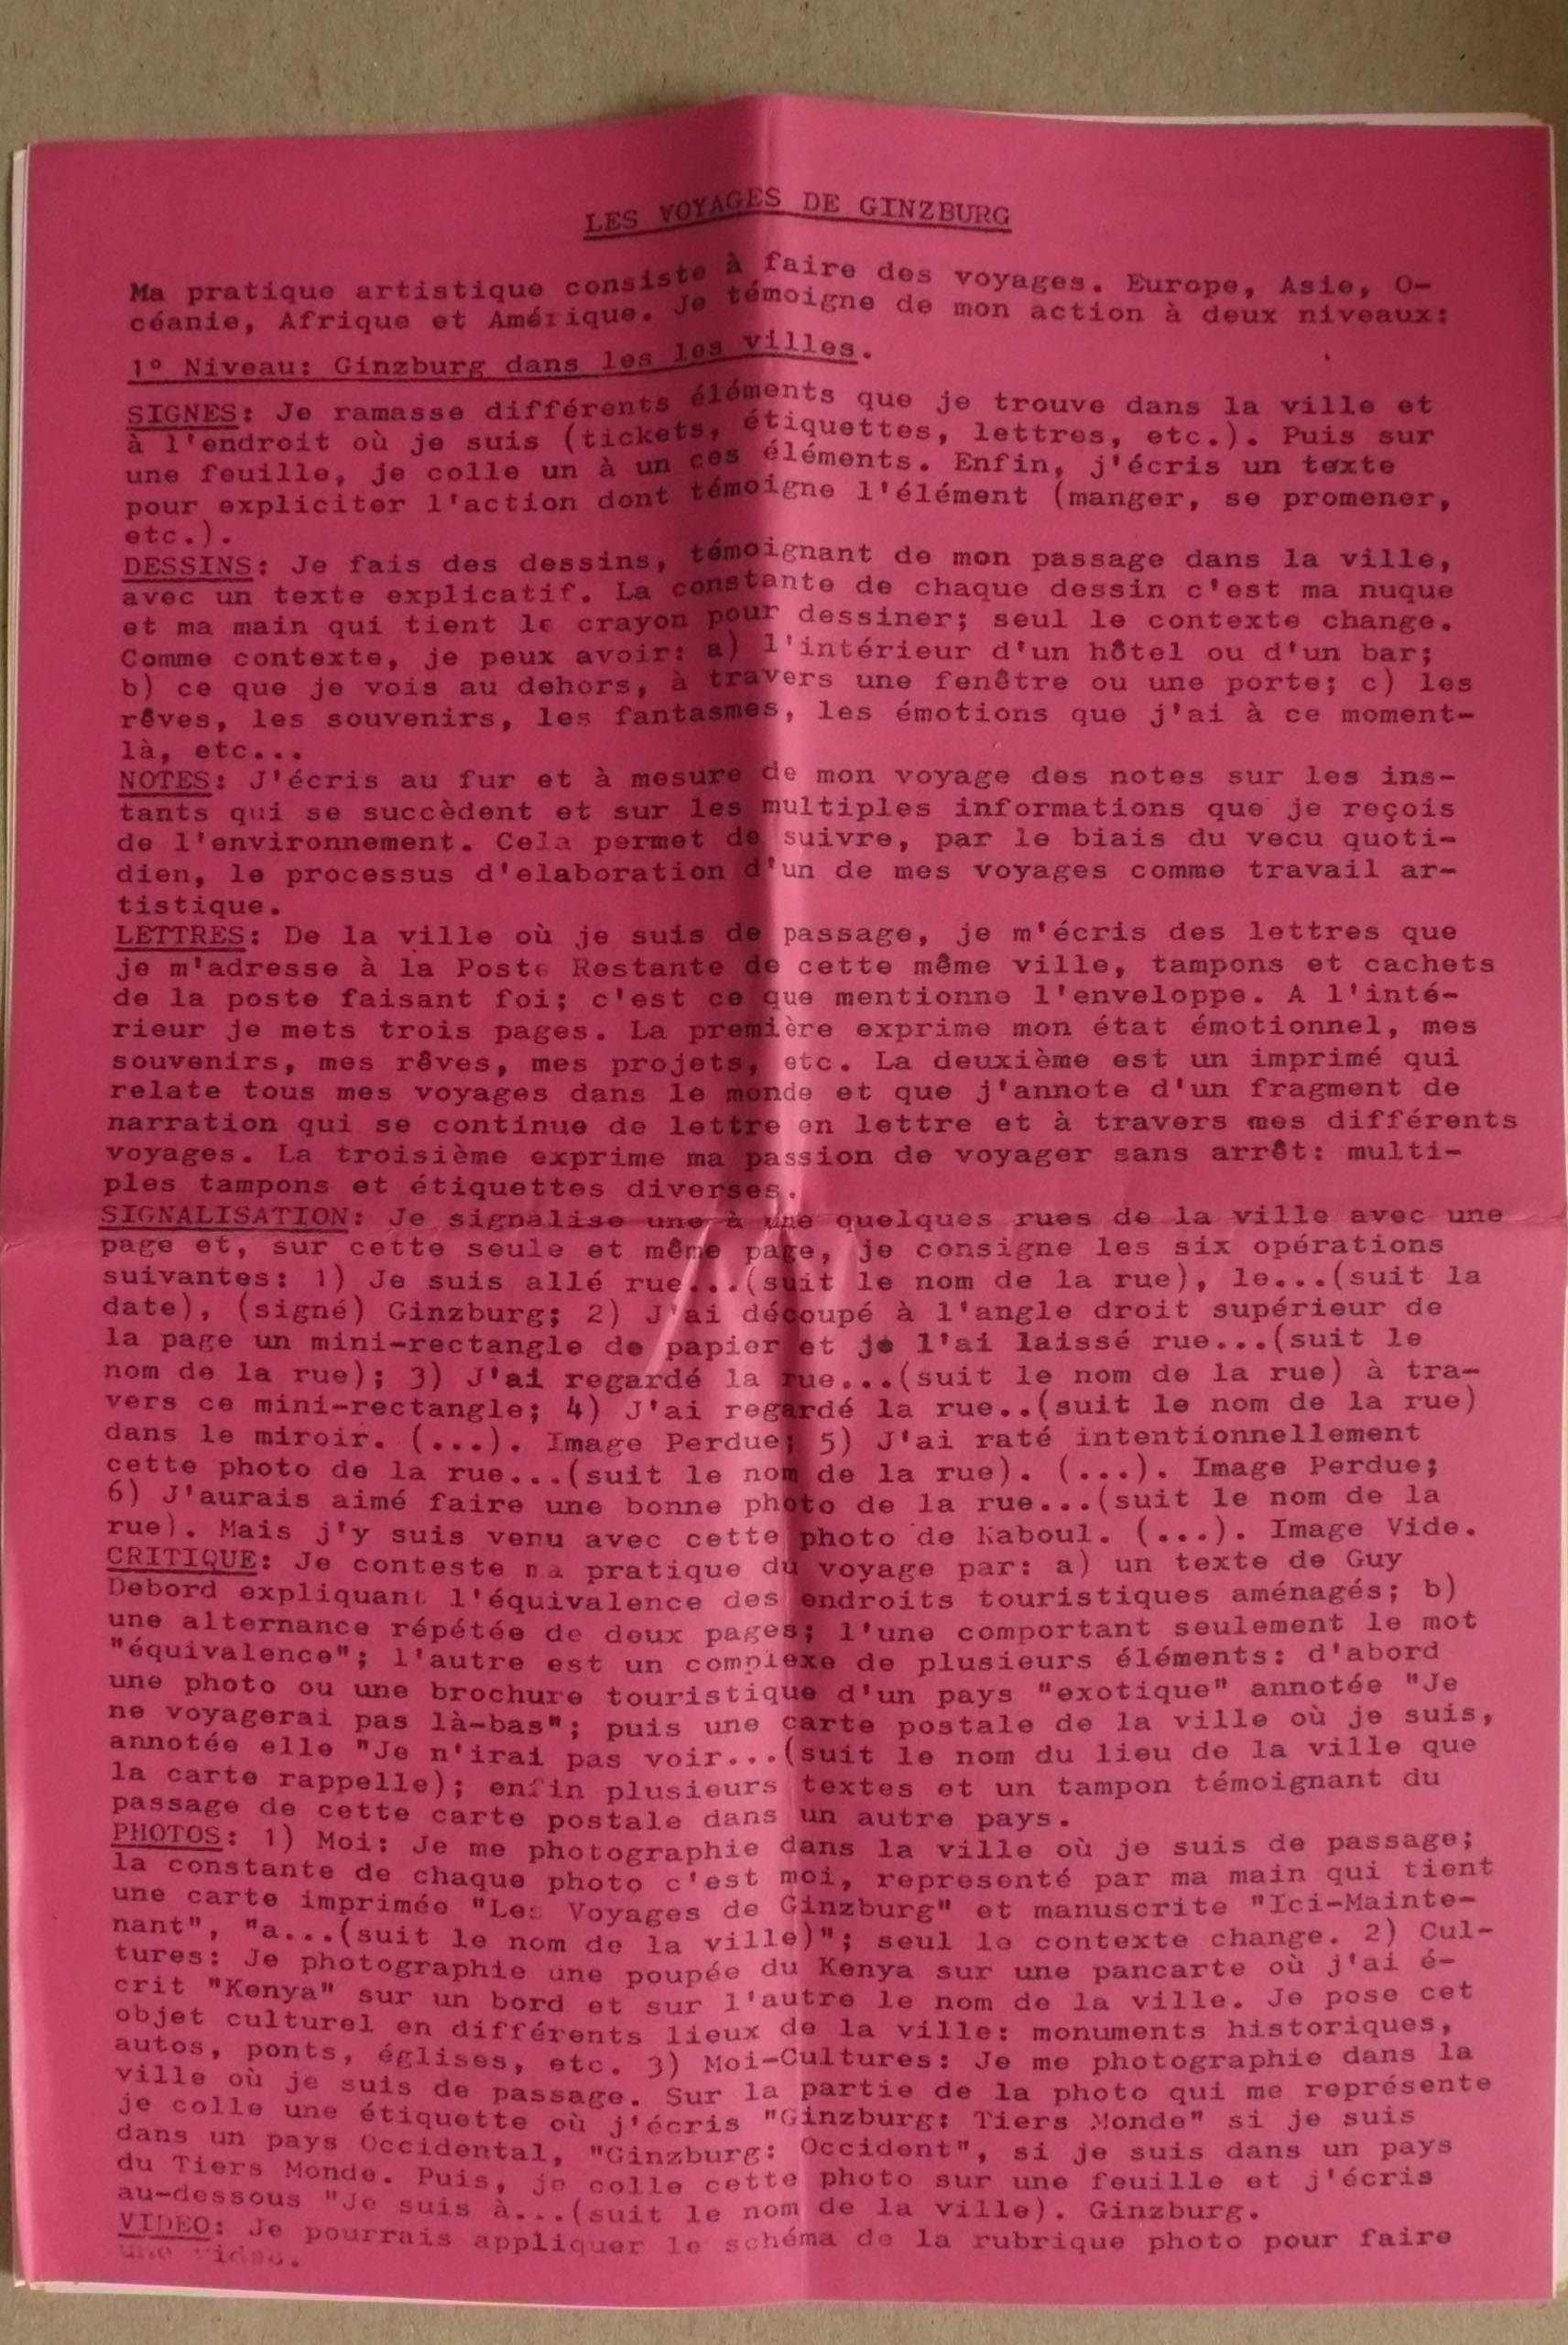 LES VOYAGES DE GINZBURG
Ma pratique artistique consiste à faire des voyages. Europe, Asie, O-
céanie, Afrique et Amérique. Je témoigne de mon action à deux niveaux:
1° Niveau: Ginzburg dans les les villes.
SIGNES: Je ramasse différents éléments que je trouve dans la ville et
à l'endroit où je suis (tickets, étiquettes, lettres, etc.). Puis sur
une feuille, je colle un à un ces éléments. Enfin, j'écris un texte
pour expliciter l'action dont témoigne l'élément (manger, se promener,
etc.).
DESSINS: Je fais des dessins, témoignant de mon passage dans la ville,
avec un texte explicatif. La constante de chaque dessin c'est ma nuque
et ma main qui tient le crayon pour dessiner; seul le contexte change.
Comme contexte, je peux avoir: a) l'intérieur d'un hôtel ou d'un bar;
b) ce que je vois au dehors, à travers une fenêtre ou une porte; c) les
rêves, les souvenirs, les fantasmes, les émotions que j'ai à ce moment-
là, etc...
NOTES: J'écris au fur et à mesure de mon voyage des notes sur les ins-
tants qui se succèdent et sur les multiples informations que je reçois
de l'environnement. Cela permet de suivre, par le biais du vecu quoti-
dien, le processus d'elaboration d'un de mes voyages comme travail ar-
tistique.
LETTRES: De la ville où je suis de passage, je m'écris des lettres que
je m'adresse à la Poste Restante de cette même ville, tampons et cachets
de la poste faisant foi; c'est ce que mentionne l'enveloppe. A l'inté-
rieur je mets trois pages. La première exprime mon état émotionnel, mes
souvenirs, mes rêves, mes projets, etc. La deuxième est un imprimé qui
relate tous mes voyages dans le monde et que j'annote d'un fragment de
narration qui se continue de lettre en lettre et à travers mes différents
voyages. La troisième exprime ma passion de voyager sans arrêt: multi-
ples tampons et étiquettes diverses.
SIGNALISATION: Je signalise une à une quelques rues de la ville avec une
page et, sur cette seule et même page, je consigne les six opérations
suivantes: 1) Je suis allé rue...(suit le nom de la rue), le...(suit la
date), (signé) Ginzburg; 2) J'ai découpé à l'angle droit supérieur de
la page un mini-rectangle de papier et je l'ai laissé rue...(suit le
nom de la rue); 3) J'ai regardé la rue...(suit le nom de la rue) à tra-
vers ce mini-rectangle; 4) J'ai regardé la rue..(suit le nom de la rue)
dans le miroir. (...). Image Perdue; 5) J'ai raté intentionnellement
cette photo de la rue...(suit le nom de la rue). (...). Image Perdue;
6) J'aurais aimé faire une bonne photo de la rue...(suit le nom de la
rue). Mais j'y suis venu avec cette photo de Kaboul. (...). Image Vide.
CRITIQUE: Je conteste ma pratique du voyage par: a) un texte de Guy
Debord expliquant l'équivalence des endroits touristiques aménagés; b)
une alternance répétée de deux pages; l'une comportant seulement le mot
"équivalence"; l'autre est un complexe de plusieurs éléments: d'abord
une photo ou une brochure touristique d'un pays "exotique" annotée "Je
ne voyagerai pas là-bas"; puis une carte postale de la ville où je suis,
annotée elle "Je n'irai pas voir...(suit le nom du lieu de la ville que
la carte rappelle); enfin plusieurs textes et un tampon témoignant du
passage de cette carte postale dans un autre pays.
PHOTOS: 1) Moi: Je me photographie dans la ville où je suis de passage;
la constante de chaque photo c'est moi, representé par ma main qui tient
une carte imprimée "Les Voyages de Ginzburg" et manuscrite "Ici-Mainte-
nant", "a...(suit le nom de la ville)"; seul le contexte change. 2) Cul-
tures: Je photographie une poupée du Kenya sur une pancarte où j'ai é-
crit "Kenya" sur un bord et sur l'autre le nom de la ville. Je pose cet
objet culturel en différents lieux de la ville: monuments historiques,
autos, ponts, églises, etc. 3) Moi-Cultures: Je me photographie dans la
ville où je suis de passage. Sur la partie de la photo qui me représente
je colle une étiquette où j'écris "Ginzburg: Tiers Monde" si je suis
dans un pays Occidental, "Ginzburg: Occident", si je suis dans un pays
du Tiers Monde. Puis, je colle cette photo sur une feuille et j'écris
au-dessous "Je suis à...(suit le nom de la ville). Ginzburg.
VIDEO: Je pourrais appliquer le schéma de la rubrique photo pour faire
une video.